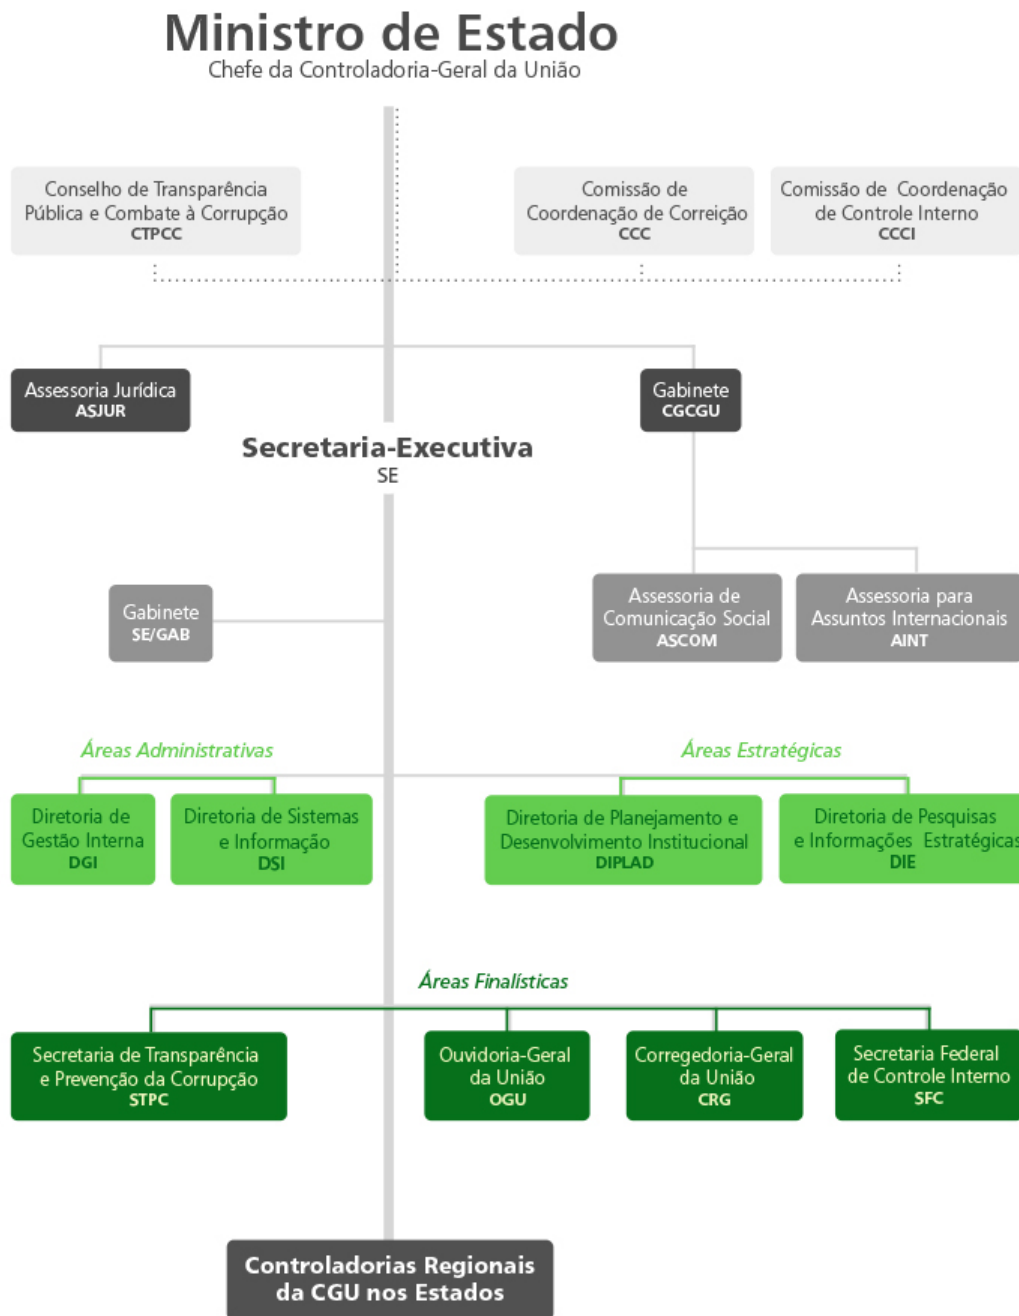 Ministro de Estado
Chefe da Controladoria-Geral da União
Conselho de Transparência
Pública e Combate à Corrupção
CTPCC
Comissão de
Coordenação de Correição
CCC
Comissão de Coordenação
de Controle Interno
CCCI
Assessoria Jurídica
ASJUR
Gabinete
CGCGU
Secretaria-Executiva
SE
Gabinete
SE/GAB
Assessoria de
Comunicação Social
ASCOM
Assessoria para
Assuntos Internacionais
AINT
Áreas Administrativas
Áreas Estratégicas
Diretoria de
Gestão Interna
DGI
Diretoria de Sistemas
e Informação
DSI
Diretoria de Planejamento e
Desenvolvimento Institucional
DIPLAD
Diretoria de Pesquisas
e Informações Estratégicas
DIE
Áreas Finalísticas
Secretaria de Transparência
e Prevenção da Corrupção
STPC
Ouvidoria-Geral
da União
OGU
Corregedoria-Geral
da União
CRG
Secretaria Federal
de Controle Interno
SFC
Controladorias Regionais
da CGU nos Estados